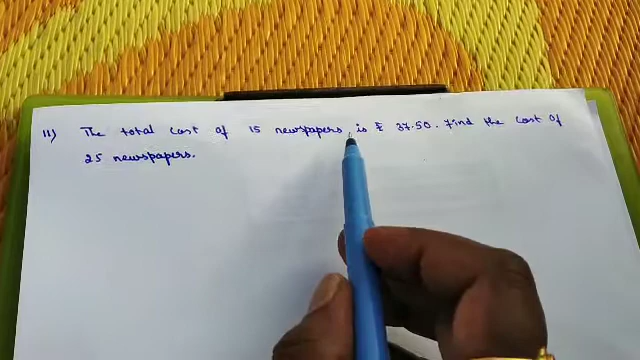 11) The total cost of 15 newspapers is ₹ 37.50. Find the cost of
25 newspapers.